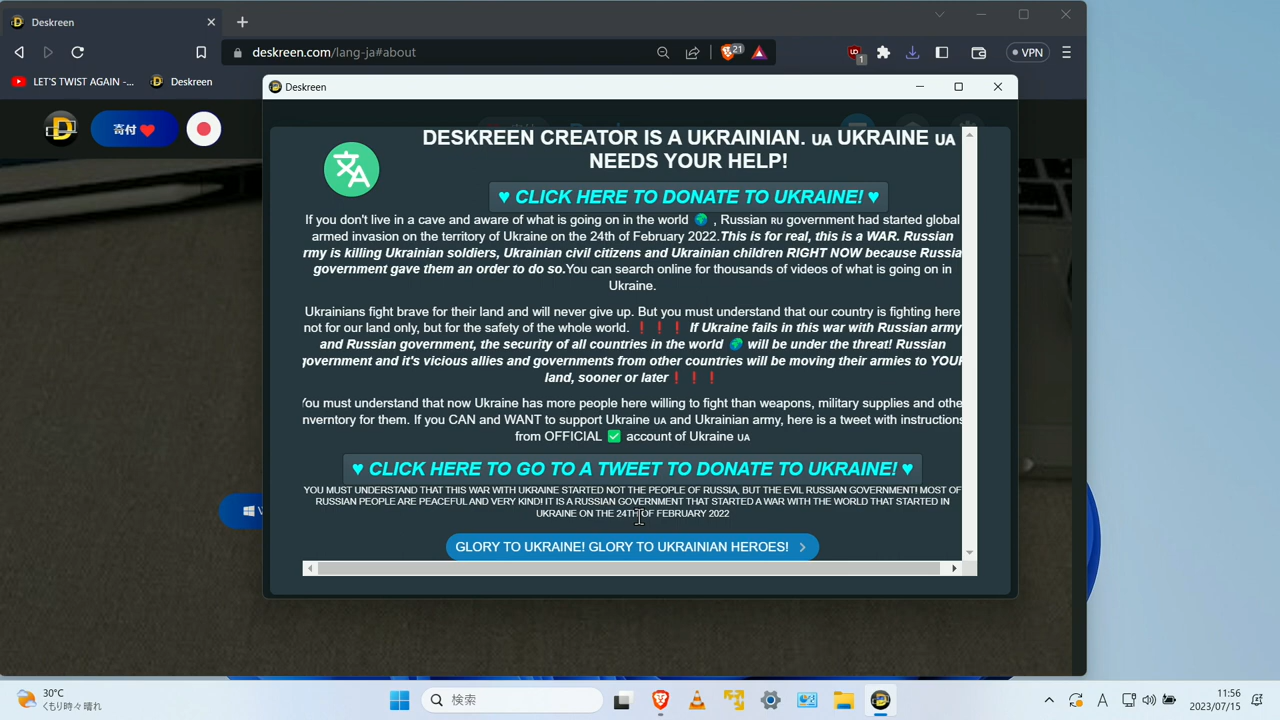 Deskreen
deskreen.com/lang-ja#about
21
1
VPN
LET'S TWIST AGAIN -...
Deskreen
Deskreen
寄付 ❤️
DESKREEN CREATOR IS A UKRAINIAN. UA UKRAINE UA
NEEDS YOUR HELP!
♥ CLICK HERE TO DONATE TO UKRAINE! ♥
If you don't live in a cave and aware of what is going on in the world 🌍 , Russian RU government had started global
armed invasion on the territory of Ukraine on the 24th of February 2022.This is for real, this is a WAR. Russian
rmy is killing Ukrainian soldiers, Ukrainian civil citizens and Ukrainian children RIGHT NOW because Russia
government gave them an order to do so.You can search online for thousands of videos of what is going on in
Ukraine.
Ukrainians fight brave for their land and will never give up. But you must understand that our country is fighting here
not for our land only, but for the safety of the whole world. ❗ ❗ ❗ If Ukraine fails in this war with Russian army
and Russian government, the security of all countries in the world 🌍 will be under the threat! Russian
government and it's vicious allies and governments from other countries will be moving their armies to YOUR
land, sooner or later ❗ ❗ ❗
You must understand that now Ukraine has more people here willing to fight than weapons, military supplies and othe
nverntory for them. If you CAN and WANT to support Ukraine UA and Ukrainian army, here is a tweet with instructions
from OFFICIAL ✅ account of Ukraine UA
♥ CLICK HERE TO GO TO A TWEET TO DONATE TO UKRAINE! ♥
YOU MUST UNDERSTAND THAT THIS WAR WITH UKRAINE STARTED NOT THE PEOPLE OF RUSSIA, BUT THE EVIL RUSSIAN GOVERNMENT! MOST OF
RUSSIAN PEOPLE ARE PEACEFUL AND VERY KIND! IT IS A RUSSIAN GOVERNMENT THAT STARTED A WAR WITH THE WORLD THAT STARTED IN
UKRAINE ON THE 24TH OF FEBRUARY 2022
GLORY TO UKRAINE! GLORY TO UKRAINIAN HEROES!
30°C
くもり時々晴れ
検索
A
11:56
2023/07/15